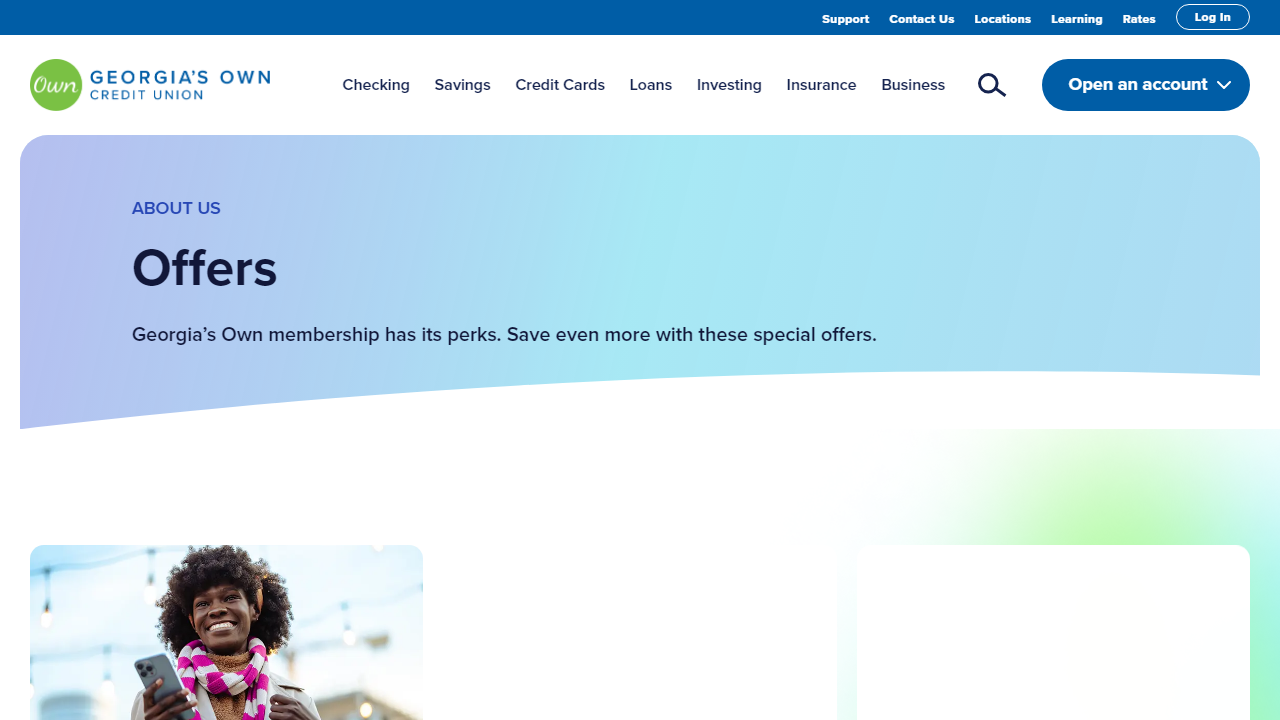 Support Contact Us Locations Learning Rates Log In
Own GEORGIA'S OWN
CREDIT UNION
Checking Savings Credit Cards Loans Investing Insurance Business Open an account
ABOUT US
Offers
Georgia’s Own membership has its perks. Save even more with these special offers.